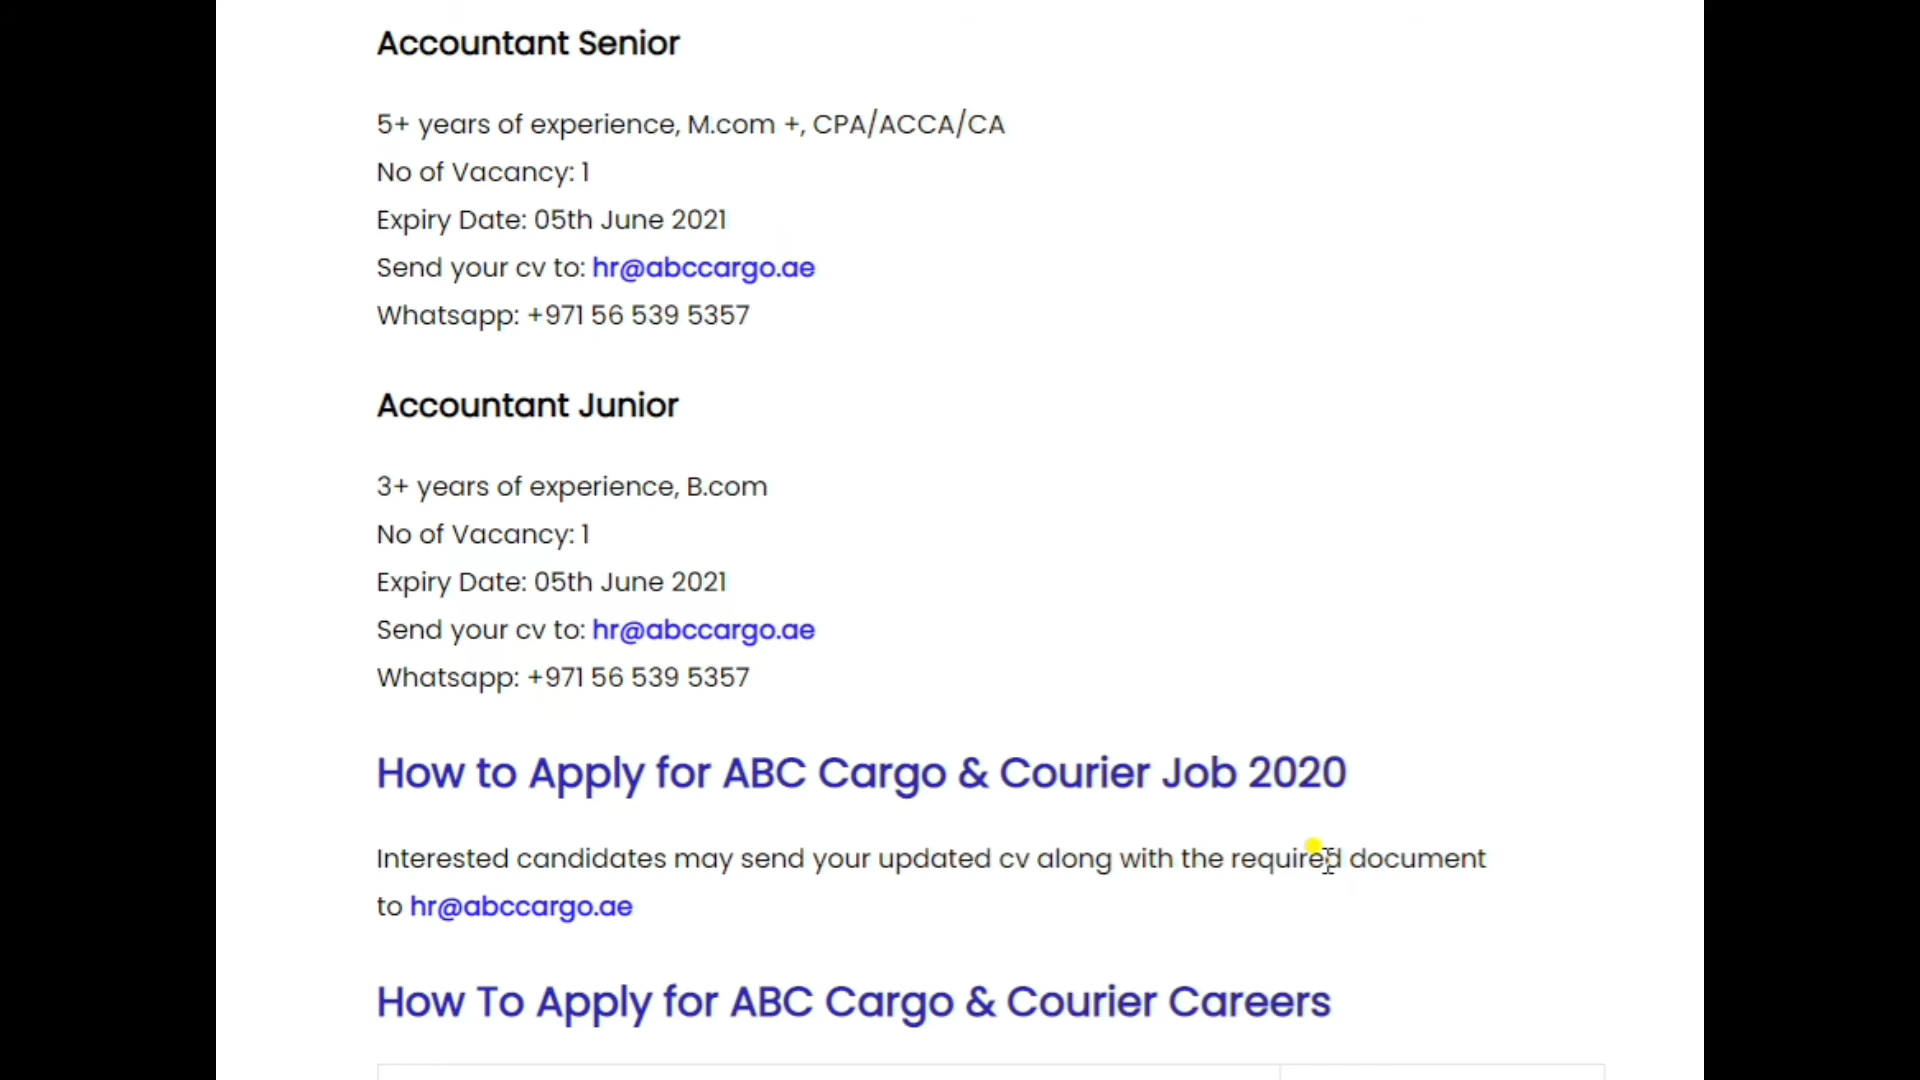 Accountant Senior
5+ years of experience, M.com +, CPA/ACCA/CA
No of Vacancy: 1
Expiry Date: 05th June 2021
Send your cv to: hr@abccargo.ae
Whatsapp: +971 56 539 5357
Accountant Junior
3+ years of experience, B.com
No of Vacancy: 1
Expiry Date: 05th June 2021
Send your cv to: hr@abccargo.ae
Whatsapp: +971 56 539 5357
How to Apply for ABC Cargo & Courier Job 2020
Interested candidates may send your updated cv along with the required document
to hr@abccargo.ae
How To Apply for ABC Cargo & Courier Careers